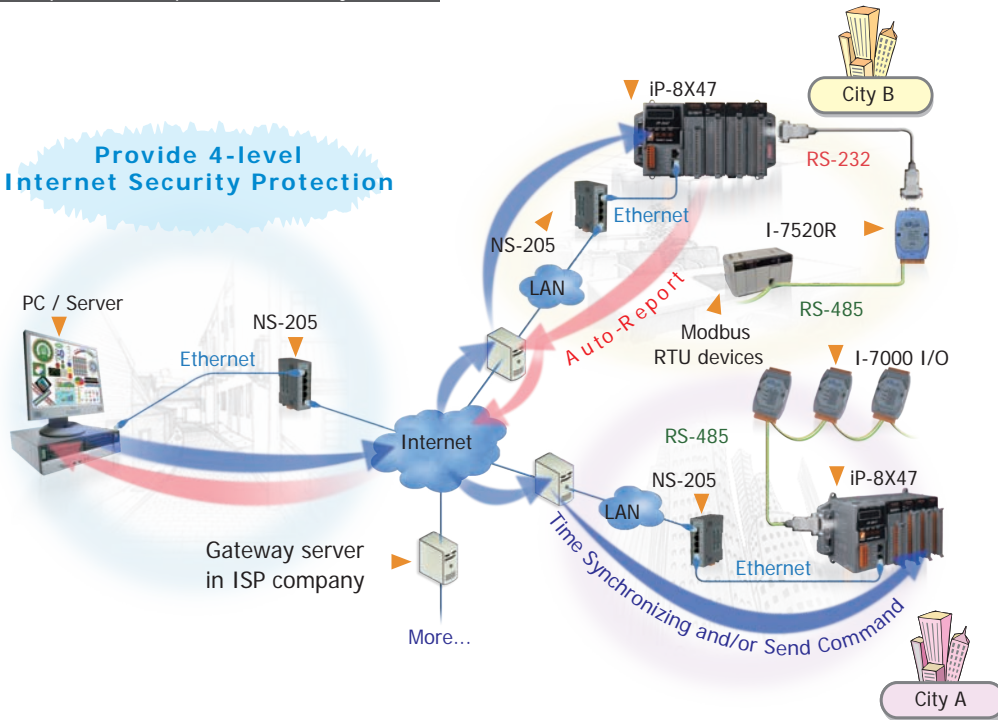 City B
iP-8X47
RS-232
Provide 4-level
Internet Security Protection
Ethernet
NS-205
I-7520R
LAN
Auto-Report
RS-485
Modbus
RTU devices
PC / Server
NS-205
Ethernet
I-7000 I/O
Internet
RS-485
NS-205
iP-8X47
LAN
Ethernet
Gateway server
in ISP company
Time Synchronizing and/or Send Command
More...
City A